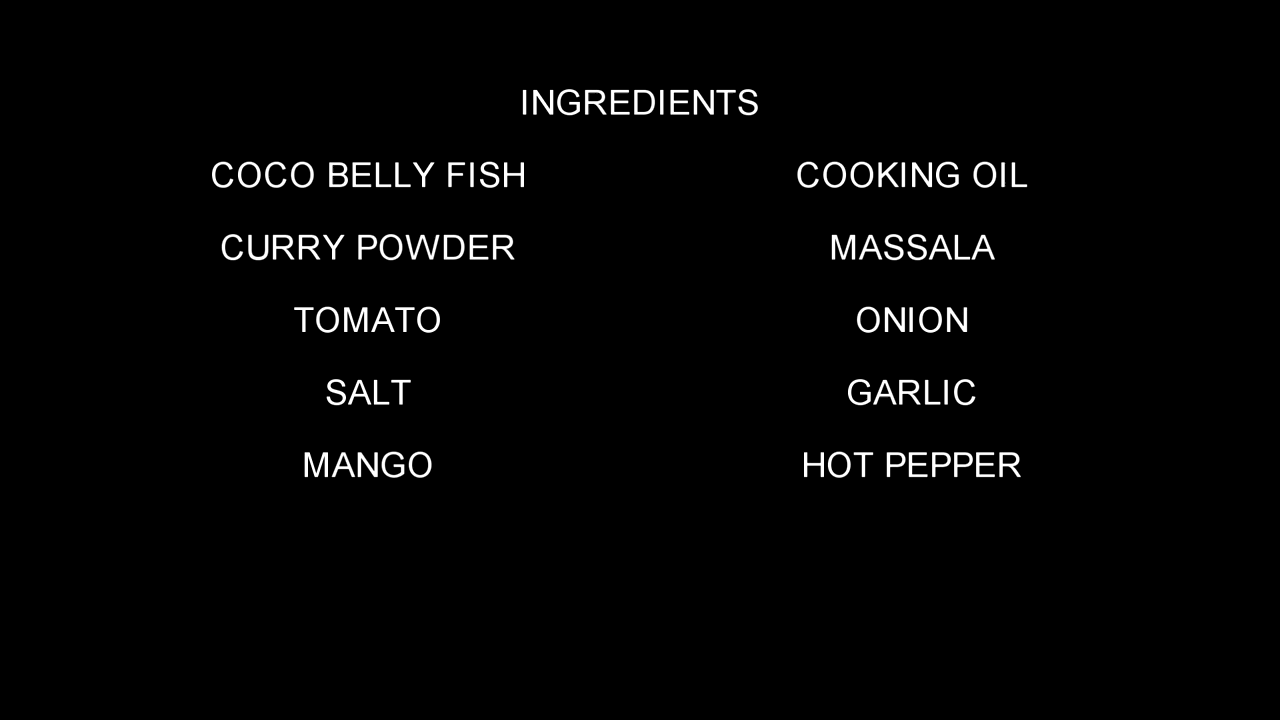 INGREDIENTS
COCO BELLY FISH
COOKING OIL
CURRY POWDER
MASSALA
TOMATO
ONION
SALT
GARLIC
MANGO
HOT PEPPER